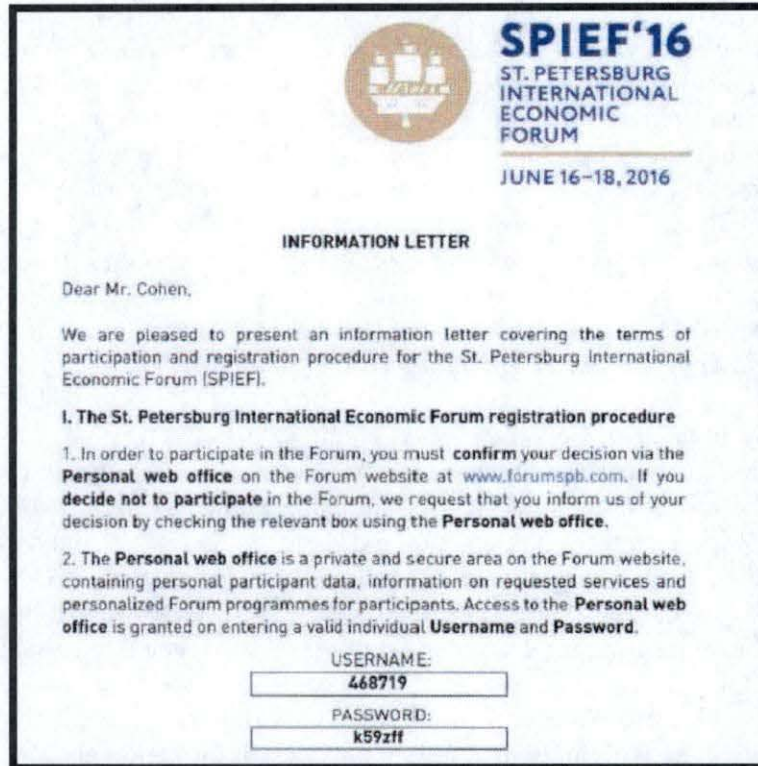 SPIEF‘16
ST. PETERSBURG
INTERNATIONAL
ECONOMIC
FORUM
JUNE 16–18, 2016
INFORMATION LETTER
Dear Mr. Cohen,
We are pleased to present an information letter covering the terms of
participation and registration procedure for the St. Petersburg International
Economic Forum (SPIEF).
I. The St. Petersburg International Economic Forum registration procedure
1. In order to participate in the Forum, you must confirm your decision via the
Personal web office on the Forum website at www.forumspb.com. If you
decide not to participate in the Forum, we request that you inform us of your
decision by checking the relevant box using the Personal web office.
2. The Personal web office is a private and secure area on the Forum website,
containing personal participant data, information on requested services and
personalized Forum programmes for participants. Access to the Personal web
office is granted on entering a valid individual Username and Password.
USERNAME:
468719
PASSWORD:
k59zff